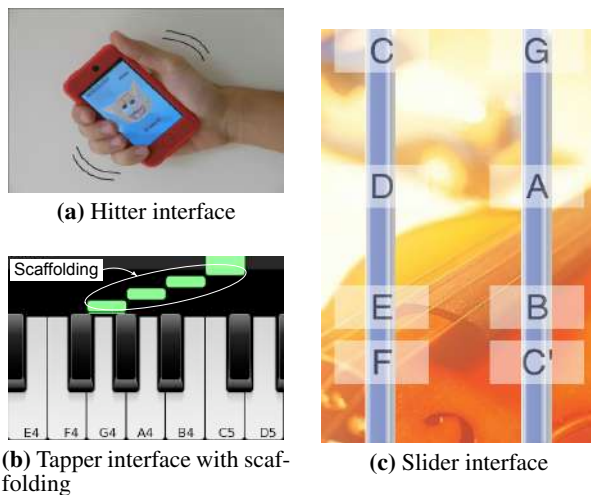 (a) Hitter interface
Scaffolding
E4 F4 G4 A4 B4 C5 D5
(b) Tapper interface with scaf-
folding
C G
D A
E B
F C'
(c) Slider interface